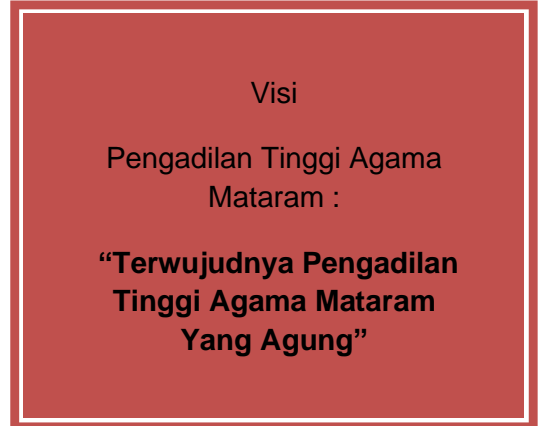 Visi
Pengadilan Tinggi Agama
Mataram :
“Terwujudnya Pengadilan
Tinggi Agama Mataram
Yang Agung”